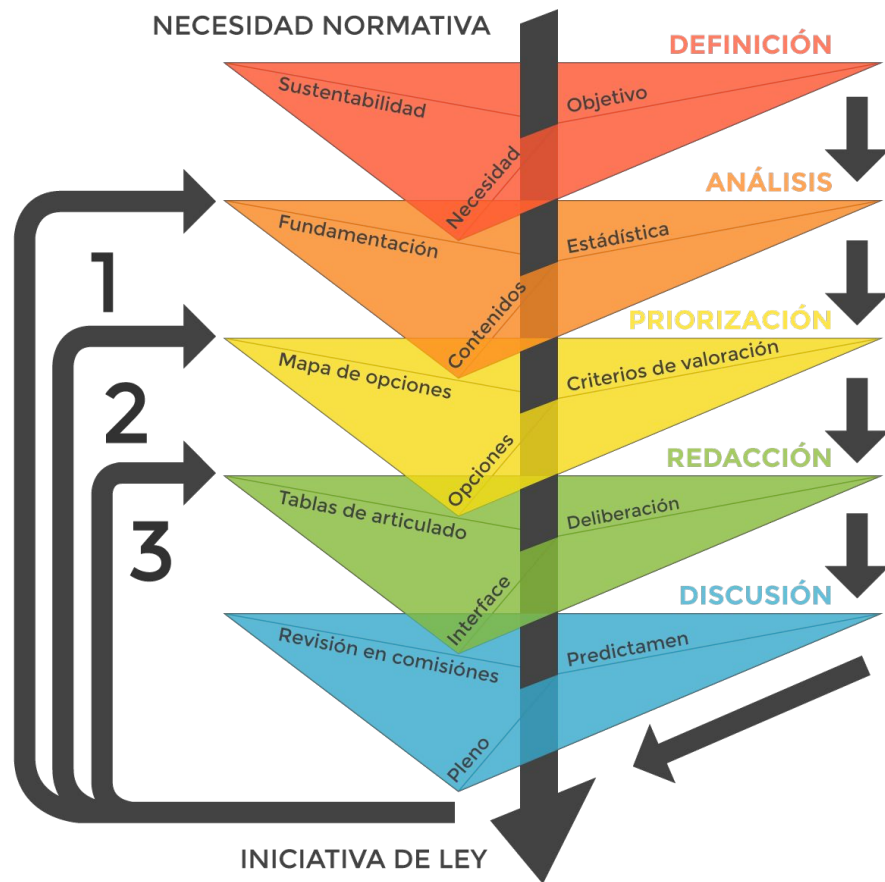 NECESIDAD NORMATIVA
DEFINICIÓN
Sustentabilidad
Objetivo
Necesidad
ANÁLISIS
Fundamentación
Estádística
Contenidos
1
PRIORIZACIÓN
Mapa de opciones
Criterios de valoración
Opciones
2
REDACCIÓN
Tablas de articulado
Deliberación
Interface
3
DISCUSIÓN
Revisión en comisiónes
Predictamen
Pleno
INICIATIVA DE LEY